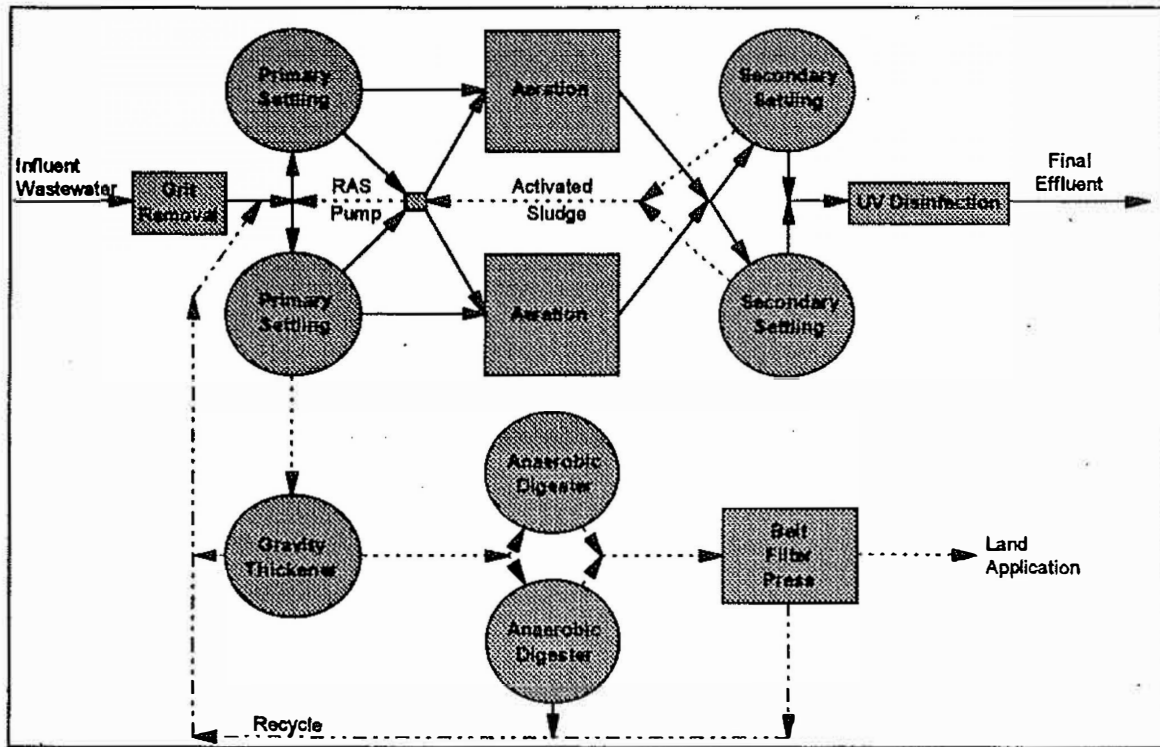 Primary
Settling
Aeration
Secondary
Settling
Influent
Wastewater
Grit
Removal
RAS
Pump
Activated
Sludge
UV Disinfection
Final
Effluent
Primary
Settling
Aeration
Secondary
Settling
Anaerobic
Digester
Gravity
Thickener
Belt
Filter
Press
Land
Application
Anaerobic
Digester
Recycle